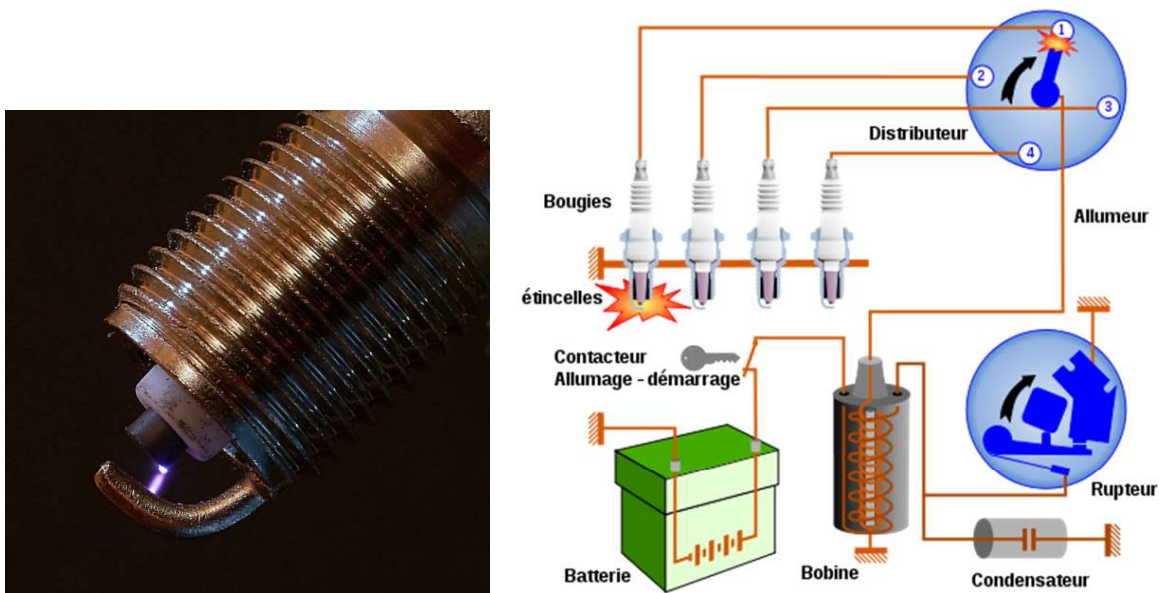 1
2
3
Distributeur
4
Bougies
Allumeur
étincelles
Contacteur
Allumage - démarrage
Rupteur
Batterie
Bobine
Condensateur